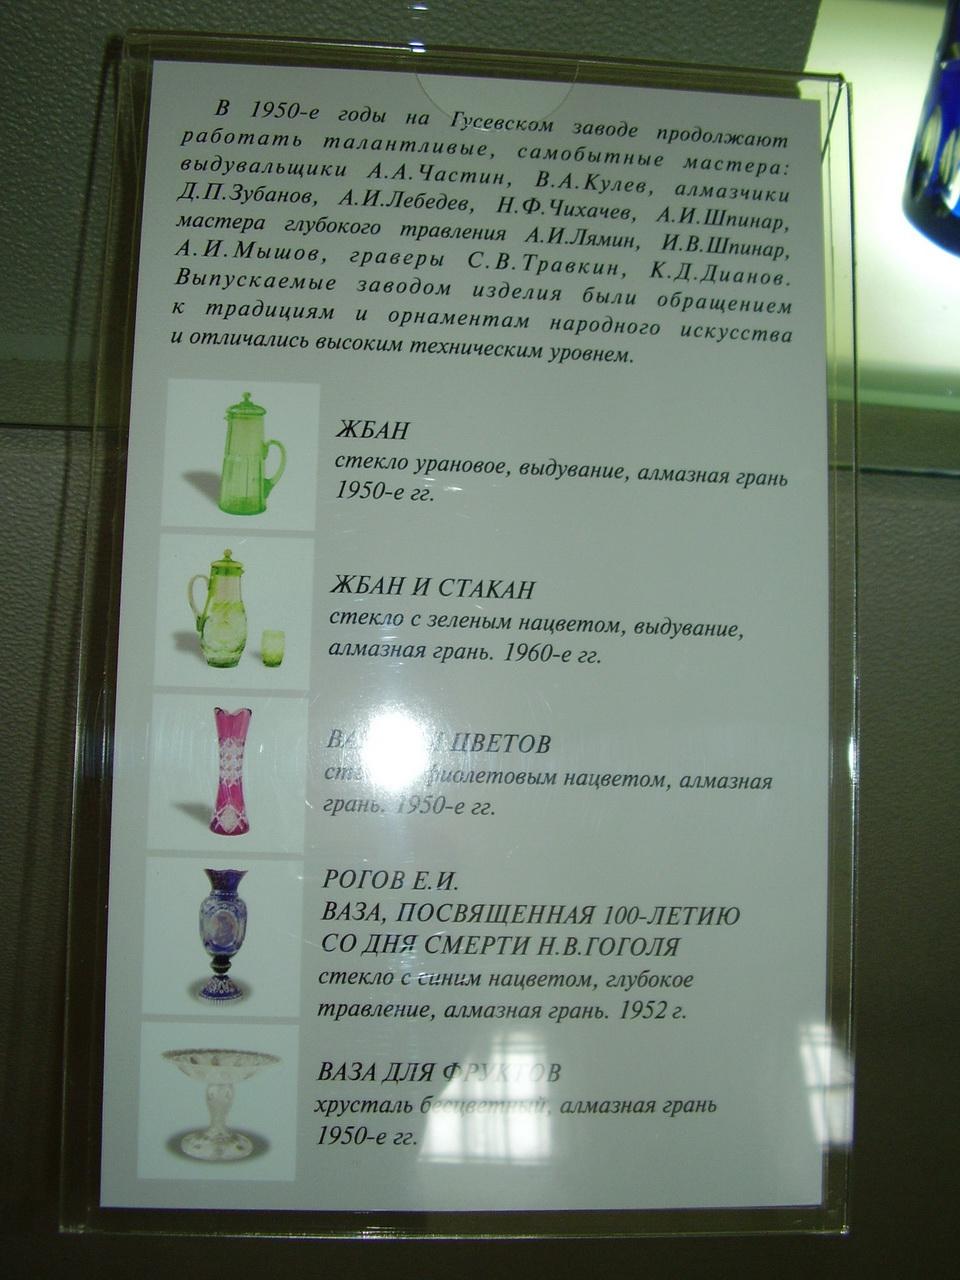 В 1950-е годы на Гусевском заводе продолжают
работать талантливые, самобытные мастера:
выдувальщики А.А.Частин, В.А.Кулев, алмазчики
Д.П.Зубанов, А.И.Лебедев, Н.Ф.Чихачев, А.И.Шпинар,
мастера глубокого травления А.И.Лямин, И.В.Шпинар,
А.И.Мышов, граверы С.В.Травкин, К.Д.Дианов.
Выпускаемые заводом изделия были обращением
к традициям и орнаментам народного искусства
и отличались высоким техническим уровнем.
ЖБАН
стекло урановое, выдувание, алмазная грань
1950-е гг.
ЖБАН И СТАКАН
стекло с зеленым нацветом, выдувание,
алмазная грань. 1960-е гг.
ЦВЕТОВ
фиолетовым нацветом, алмазная
грань. 1950-е гг.
РОГОВ Е.И.
ВАЗА, ПОСВЯЩЕННАЯ 100-ЛЕТИЮ
СО ДНЯ СМЕРТИ Н.В.ГОГОЛЯ
стекло с синим нацветом, глубокое
травление, алмазная грань. 1952 г.
ВАЗА ДЛЯ ФРУКТОВ
хрусталь бесцветный, алмазная грань
1950-е гг.